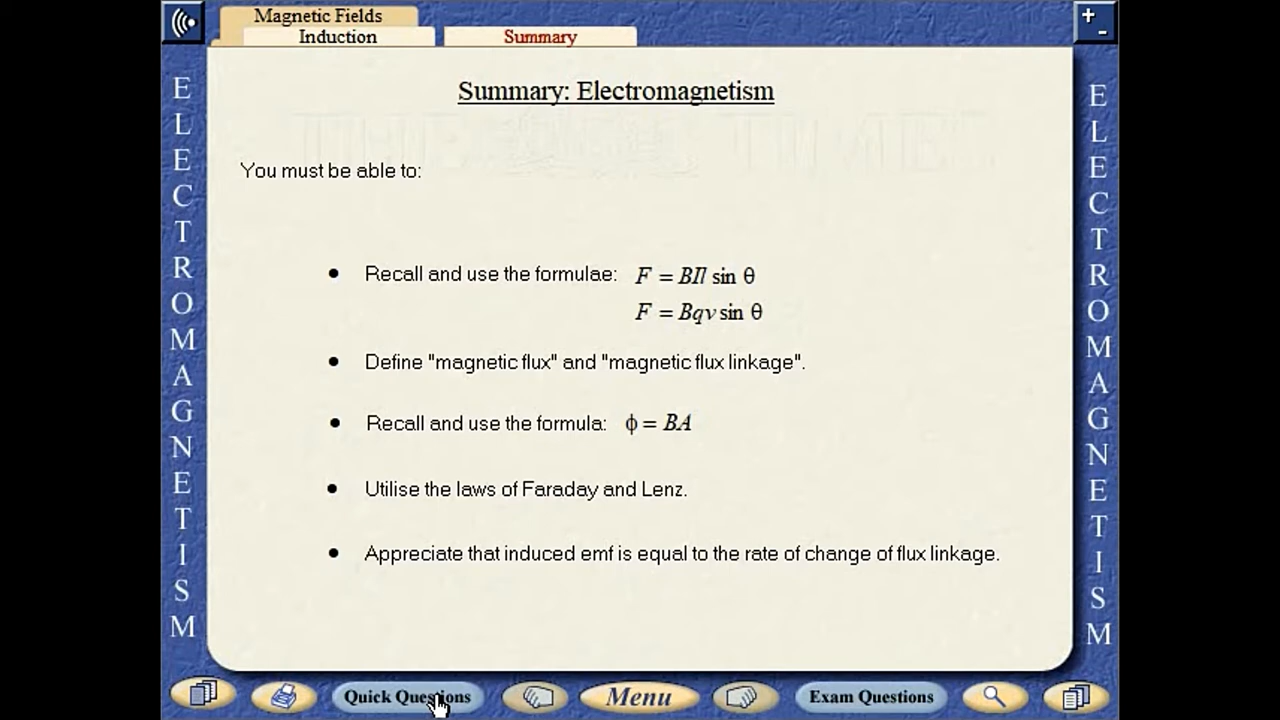 Magnetic Fields
Induction
Summary
Summary: Electromagnetism
You must be able to:
• Recall and use the formulae: F = BIl sin θ
F = Bqv sin θ
• Define "magnetic flux" and "magnetic flux linkage".
• Recall and use the formula: ϕ = BA
• Utilise the laws of Faraday and Lenz.
• Appreciate that induced emf is equal to the rate of change of flux linkage.
ELECTROMAGNETISM
ELECTROMAGNETISM
Quick Questions
Menu
Exam Questions
+
-